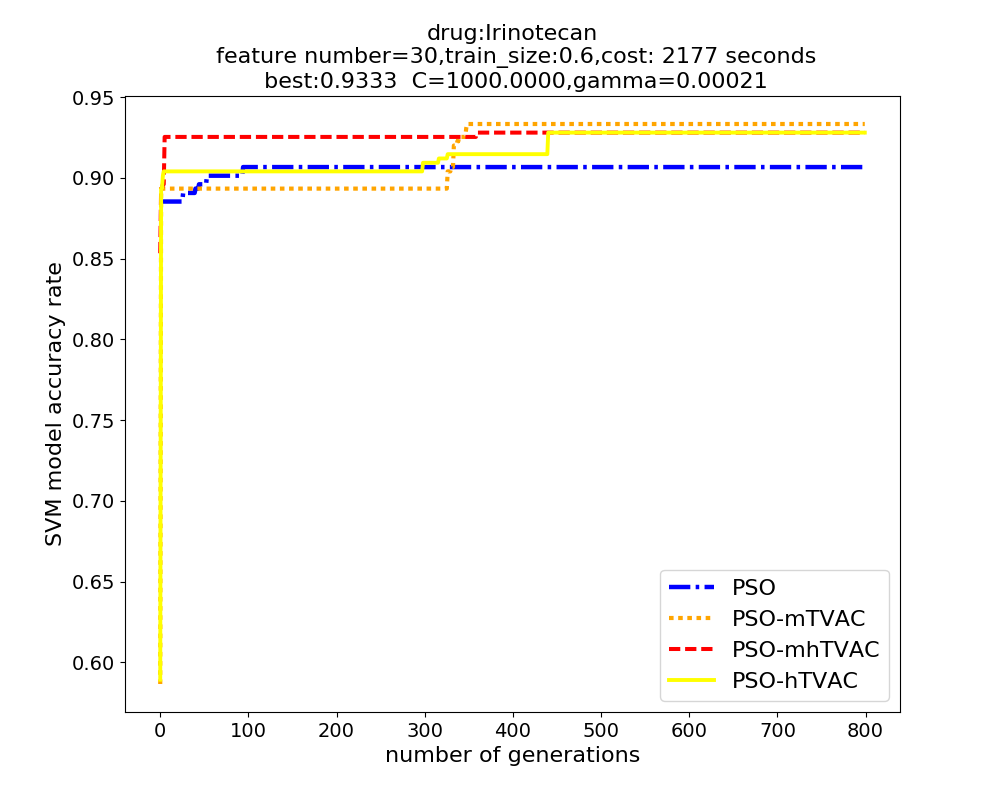 drug:Irinotecan
feature number=30,train_size:0.6,cost: 2177 seconds
best:0.9333  C=1000.0000,gamma=0.00021
0.95
0.90
0.85
0.80
0.75
0.70
0.65
0.60
SVM model accuracy rate
PSO
PSO-mTVAC
PSO-mhTVAC
PSO-hTVAC
0 100 200 300 400 500 600 700 800
number of generations